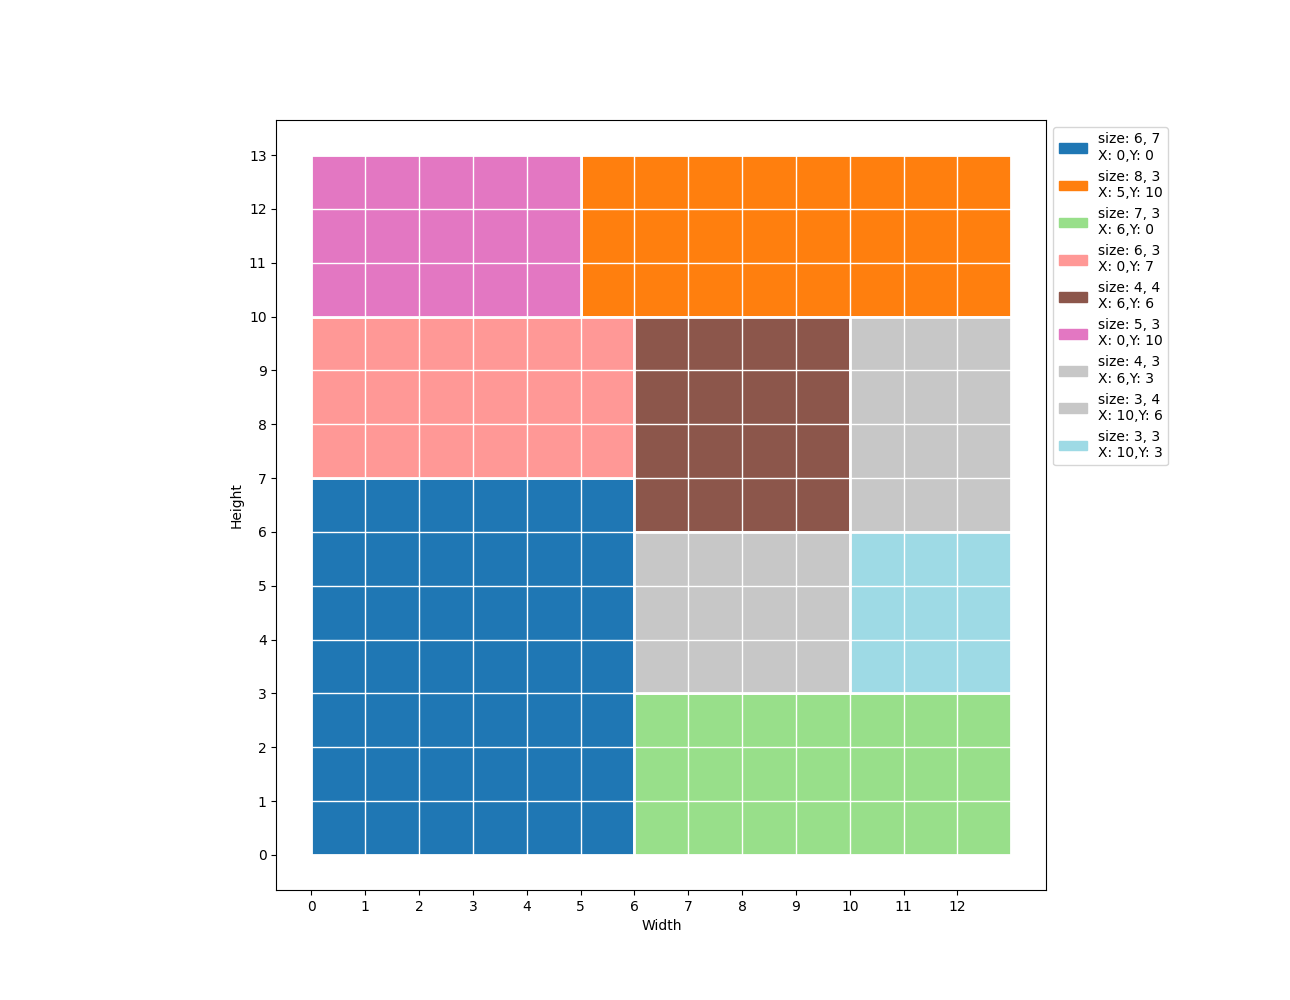 13
12
11
10
9
8
7
6
5
4
3
2
1
0
Height
0 1 2 3 4 5 6 7 8 9 10 11 12
Width
size: 6, 7
X: 0,Y: 0
size: 8, 3
X: 5,Y: 10
size: 7, 3
X: 6,Y: 0
size: 6, 3
X: 0,Y: 7
size: 4, 4
X: 6,Y: 6
size: 5, 3
X: 0,Y: 10
size: 4, 3
X: 6,Y: 3
size: 3, 4
X: 10,Y: 6
size: 3, 3
X: 10,Y: 3